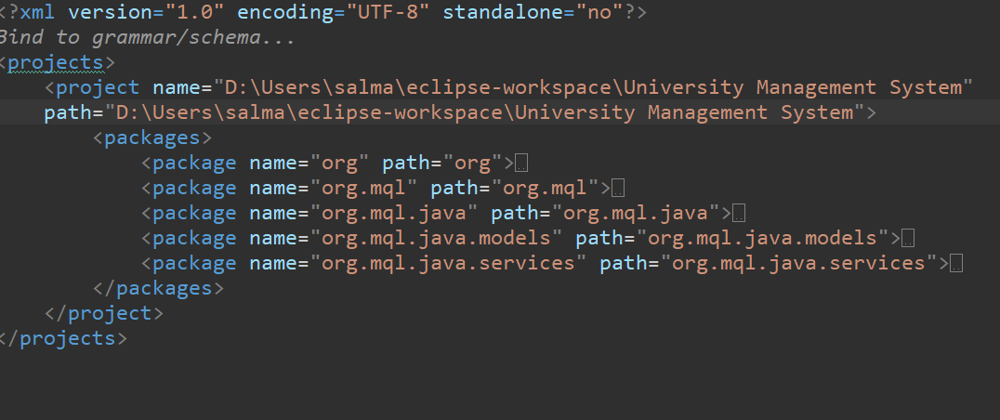 <?xml version="1.0" encoding="UTF-8" standalone="no"?>
Bind to grammar/schema...
<projects>
<project name="D:\Users\salma\eclipse-workspace\University Management System"
path="D:\Users\salma\eclipse-workspace\University Management System">
<packages>
<package name="org" path="org">
<package name="org.mql" path="org.mql">
<package name="org.mql.java" path="org.mql.java">
<package name="org.mql.java.models" path="org.mql.java.models">
<package name="org.mql.java.services" path="org.mql.java.services">
</packages>
</project>
</projects>